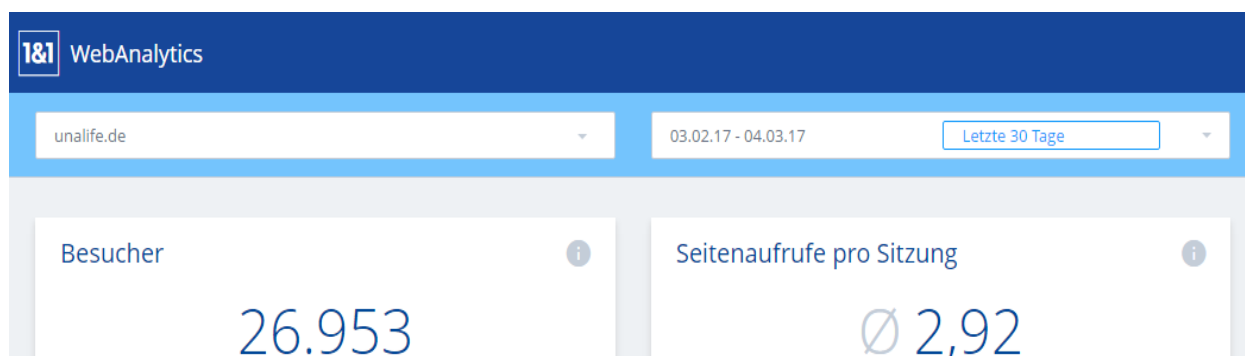 1&1 WebAnalytics
unalife.de
03.02.17 - 04.03.17 Letzte 30 Tage
Besucher
i
Seitenaufrufe pro Sitzung
i
26.953
Ø 2,92